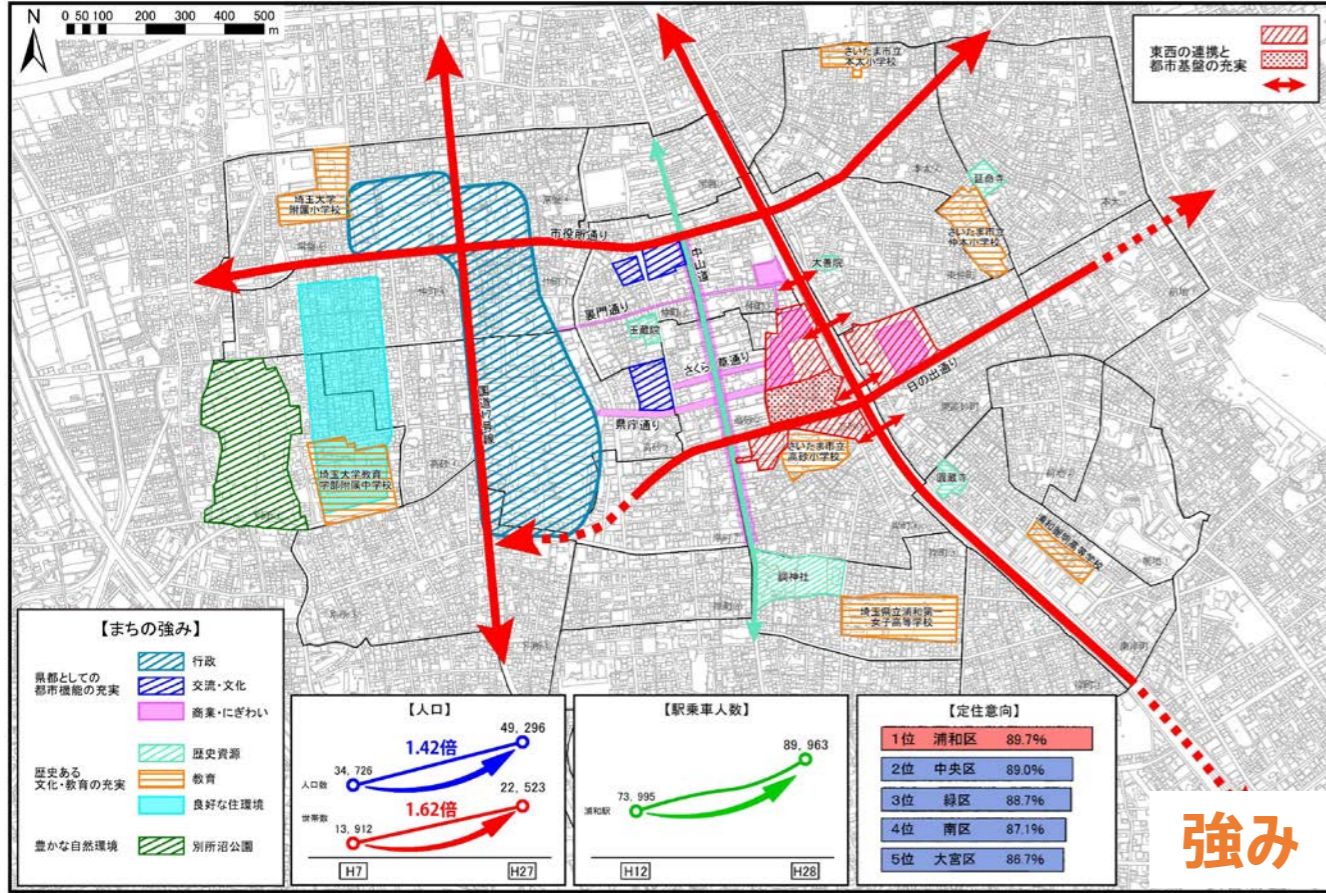 N
0 50 100 200 300 400 500
m
東西の連携と
都市基盤の充実
さいたま市立
本太小学校
埼玉大学
附属小学校
延命寺
さいたま市立
仲本小学校
市役所通り
中山道
大善院
裏門通り
玉蔵院
さくら草通り
日の出通り
県庁通り
国道17号線
さいたま市立
高砂小学校
埼玉大学教育
学部附属中学校
圓蔵寺
浦和明の星高等学校
調神社
埼玉県立浦和第一
女子高等学校
【まちの強み】
県都としての
都市機能の充実
行政
交流・文化
商業・にぎわい
歴史ある
文化・教育の充実
歴史資源
教育
良好な住環境
豊かな自然環境
別所沼公園
【人口】
49,296
1.42倍
34,726
人口数
22,523
1.62倍
世帯数
13,912
H7
H27
【駅乗車人数】
89,963
73,995
浦和駅
H12
H28
【定住意向】
1位 浦和区 89.7%
2位 中央区 89.0%
3位 緑区 88.7%
4位 南区 87.1%
5位 大宮区 86.7%
強み